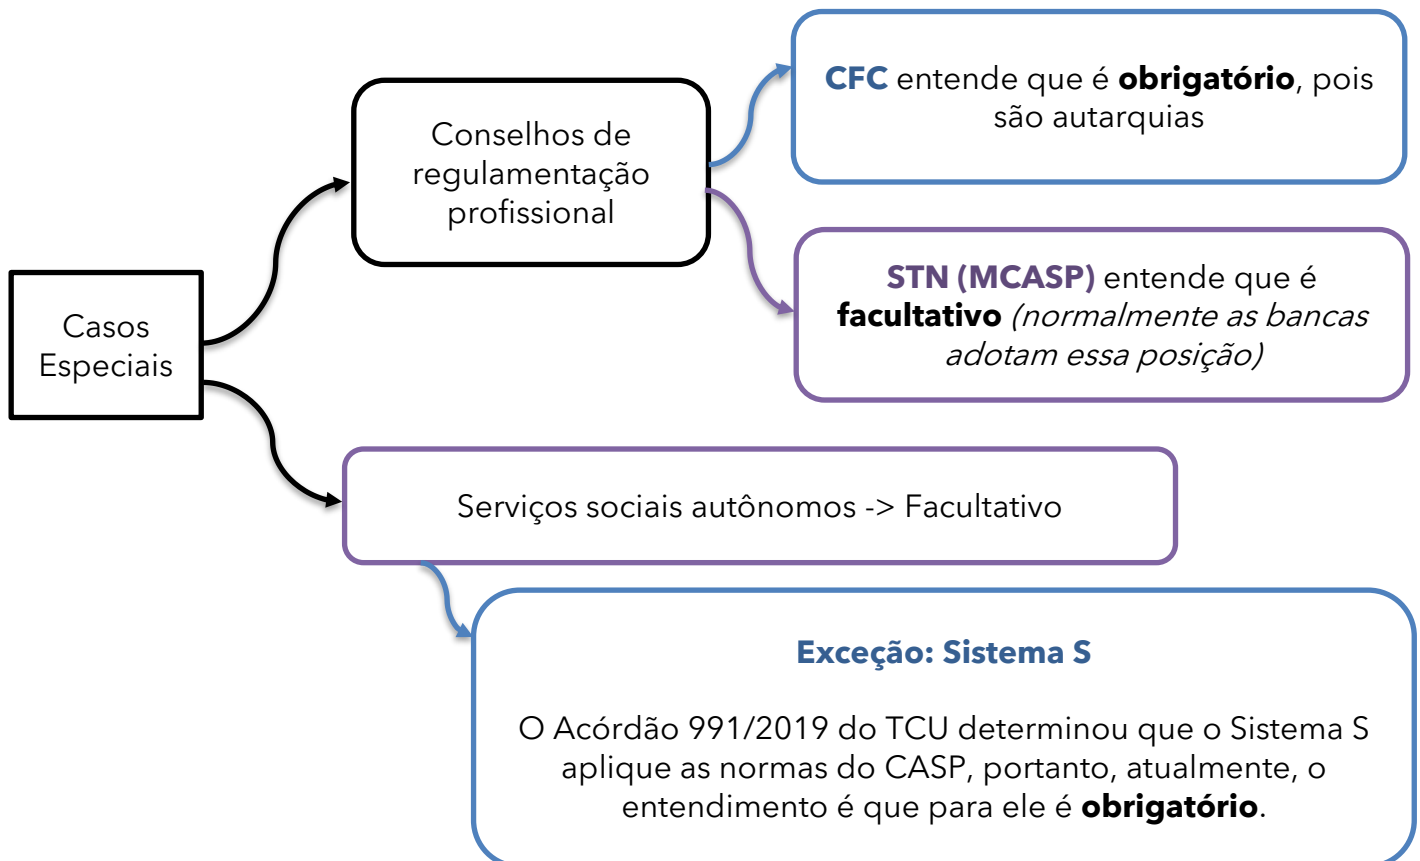 Casos
Especiais
Conselhos de
regulamentação
profissional
CFC entende que é obrigatório, pois
são autarquias
STN (MCASP) entende que é
facultativo (normalmente as bancas
adotam essa posição)
Serviços sociais autônomos -> Facultativo
Exceção: Sistema S
O Acórdão 991/2019 do TCU determinou que o Sistema S
aplique as normas do CASP, portanto, atualmente, o
entendimento é que para ele é obrigatório.